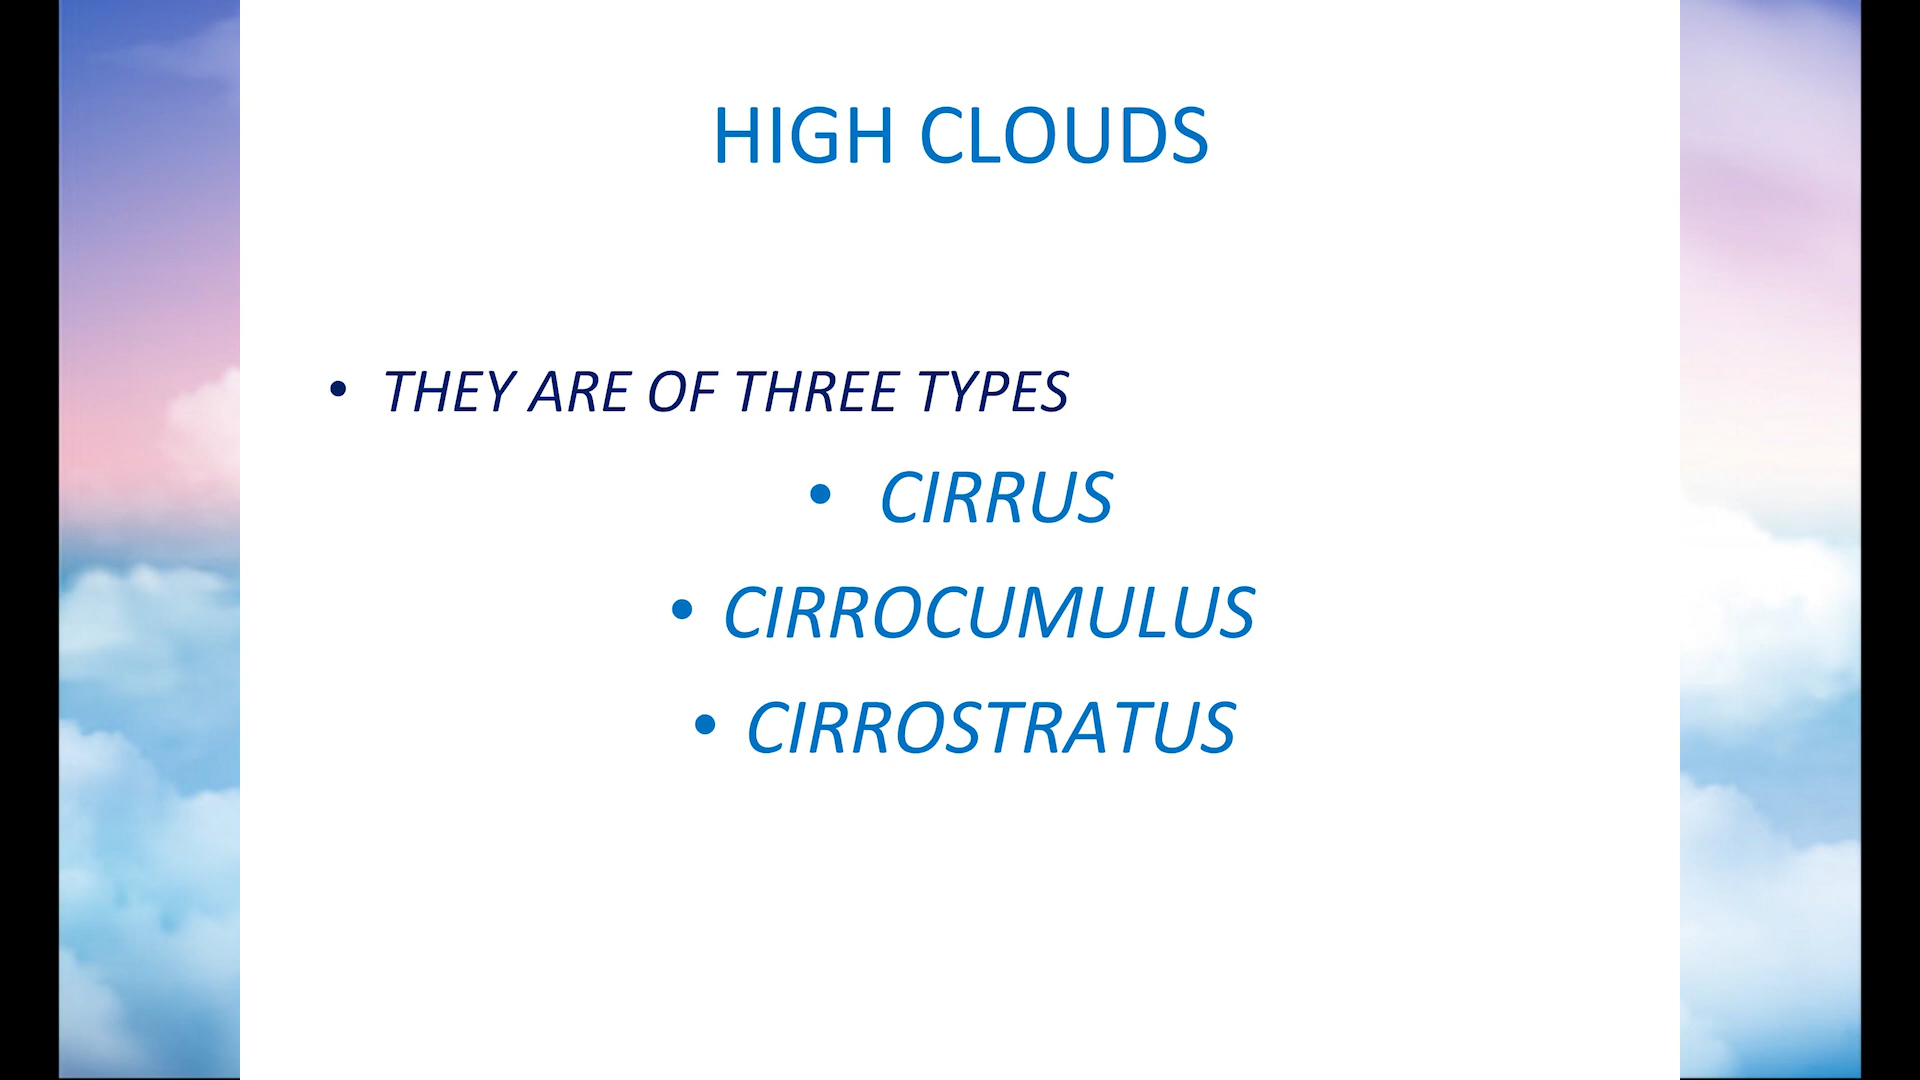 HIGH CLOUDS
• THEY ARE OF THREE TYPES
• CIRRUS
• CIRROCUMULUS
• CIRROSTRATUS